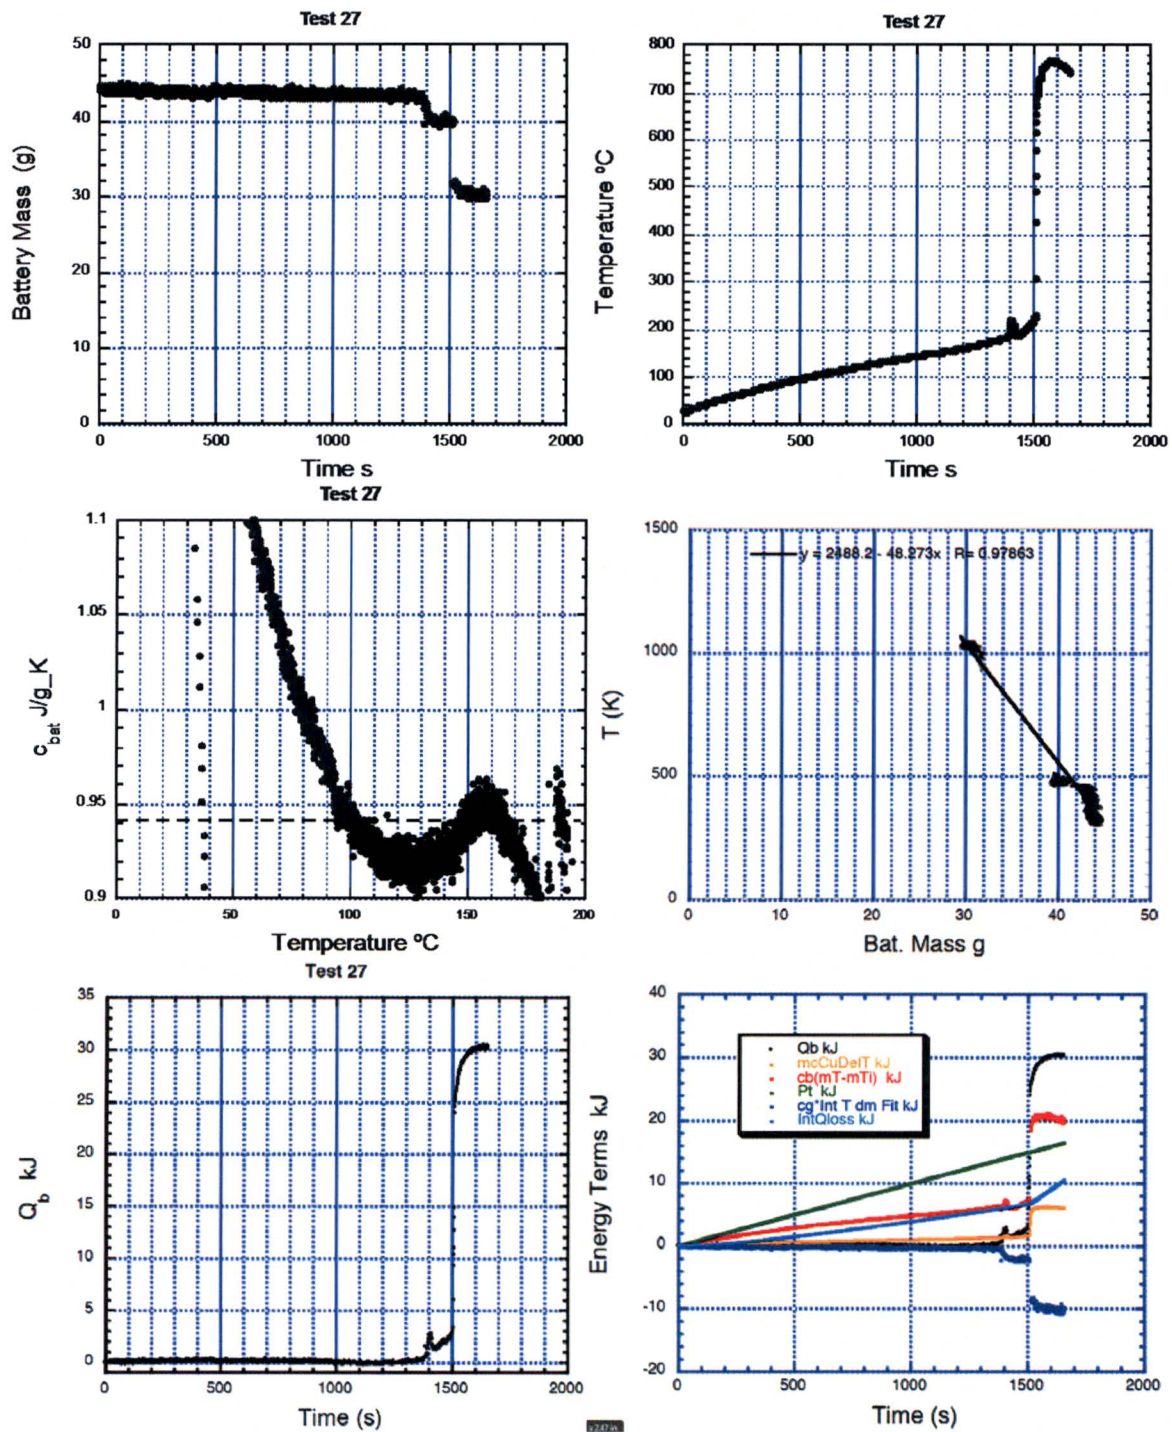 Test 27
50
40
30
20
10
0
Battery Mass (g)
0 500 1000 1500 2000
Time s
Test 27
800
700
600
500
400
300
200
100
0
Temperature ºC
0 500 1000 1500 2000
Time s
Test 27
1.1
1.05
1
0.95
0.9
c_bat J/g_K
0 50 100 150 200
Temperature ºC
y = 2488.2 - 48.273x R= 0.97863
1500
1000
500
0
T (K)
0 10 20 30 40 50
Bat. Mass g
Test 27
35
30
25
20
15
10
5
0
Q_b kJ
0 500 1000 1500 2000
Time (s)
40
30
20
10
0
-10
-20
Energy Terms kJ
Qb kJ
mcCuDelT kJ
cb(mT-mTi) kJ
Pt kJ
cg*Int T dm Fit kJ
IntQloss kJ
0 500 1000 1500 2000
Time (s)